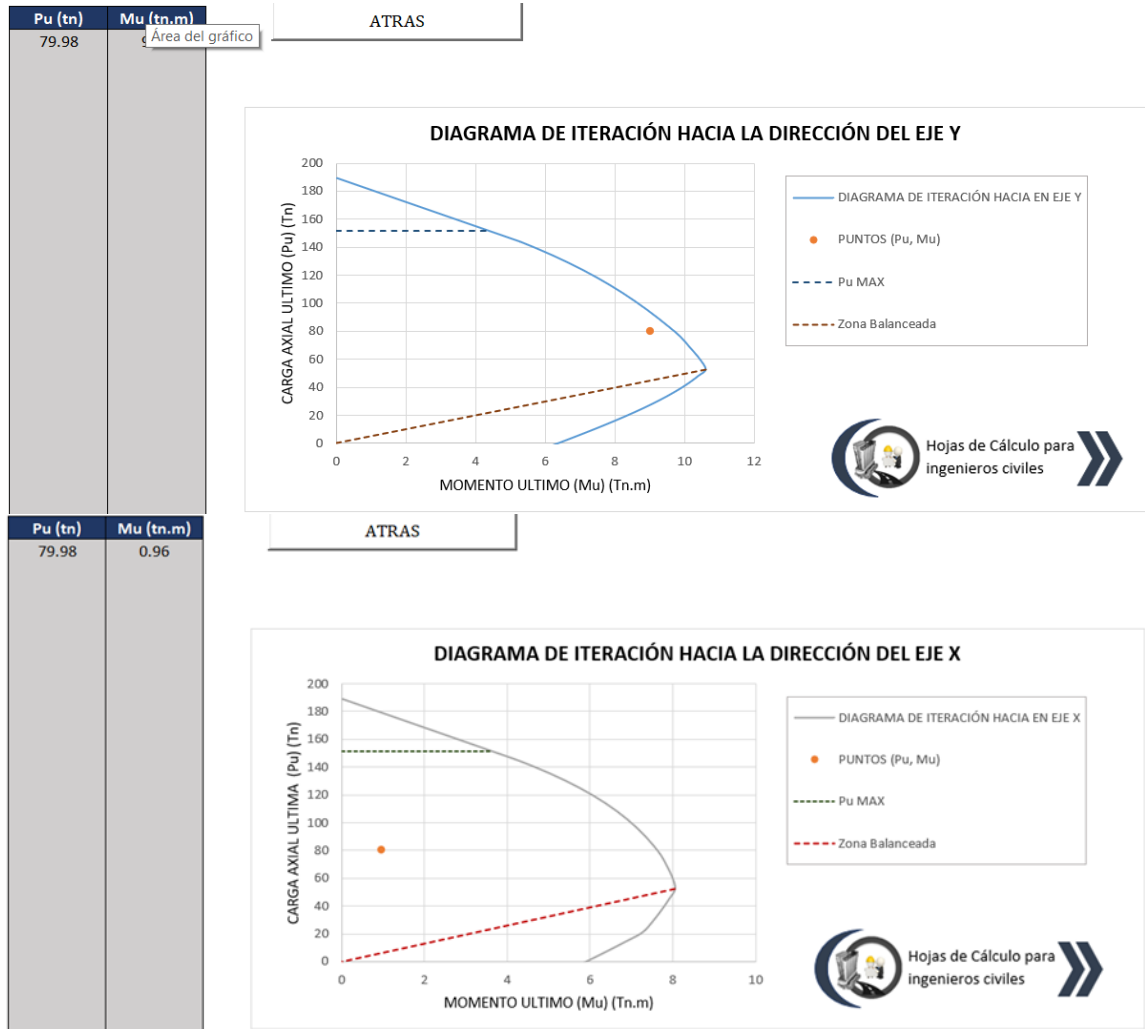 Pu (tn) Mu (tn.m)
Área del gráfico
79.98
ATRAS
DIAGRAMA DE ITERACIÓN HACIA LA DIRECCIÓN DEL EJE Y
CARGA AXIAL ULTIMO (Pu) (Tn)
200
180
160
140
120
100
80
60
40
20
0
0 2 4 6 8 10 12
MOMENTO ULTIMO (Mu) (Tn.m)
DIAGRAMA DE ITERACIÓN HACIA EN EJE Y
PUNTOS (Pu, Mu)
Pu MAX
Zona Balanceada
Hojas de Cálculo para
ingenieros civiles
Pu (tn) Mu (tn.m)
79.98 0.96
ATRAS
DIAGRAMA DE ITERACIÓN HACIA LA DIRECCIÓN DEL EJE X
CARGA AXIAL ULTIMA (Pu) (Tn)
200
180
160
140
120
100
80
60
40
20
0
0 2 4 6 8 10
MOMENTO ULTIMO (Mu) (Tn.m)
DIAGRAMA DE ITERACIÓN HACIA EN EJE X
PUNTOS (Pu, Mu)
Pu MAX
Zona Balanceada
Hojas de Cálculo para
ingenieros civiles